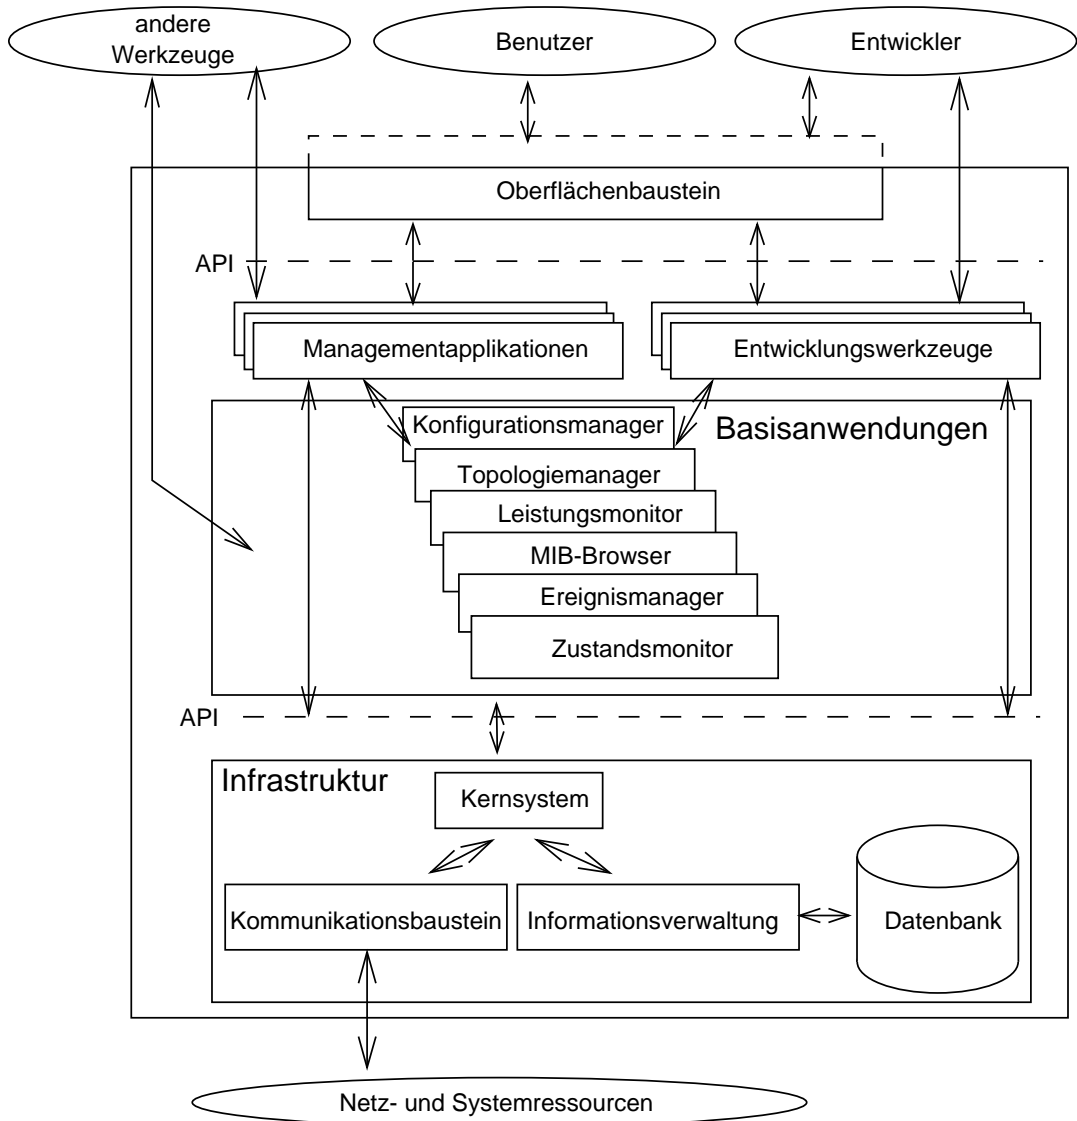 andere
Werkzeuge
Benutzer
Entwickler
Oberflächenbaustein
API
Managementapplikationen
Entwicklungswerkzeuge
Basisanwendungen
Konfigurationsmanager
Topologiemanager
Leistungsmonitor
MIB-Browser
Ereignismanager
Zustandsmonitor
API
Infrastruktur
Kernsystem
Kommunikationsbaustein
Informationsverwaltung
Datenbank
Netz- und Systemressourcen